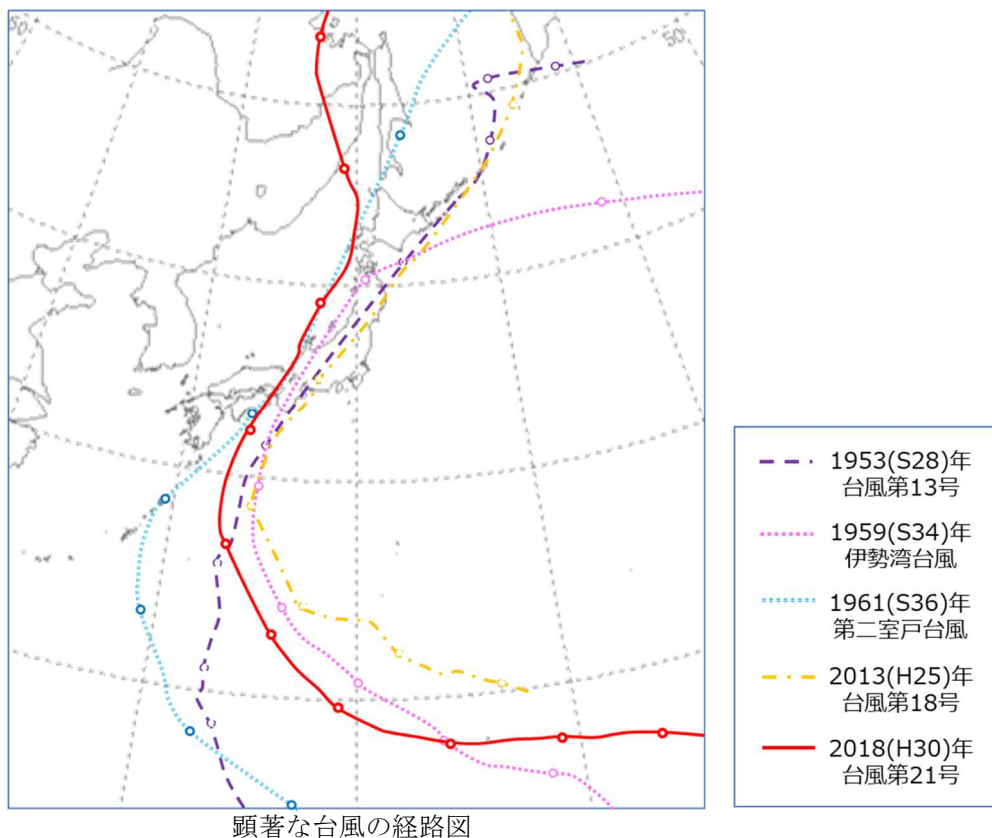 50
50
1953(S28)年
台風第13号
1959(S34)年
伊勢湾台風
1961(S36)年
第二室戸台風
2013(H25)年
台風第18号
2018(H30)年
台風第21号
顕著な台風の経路図